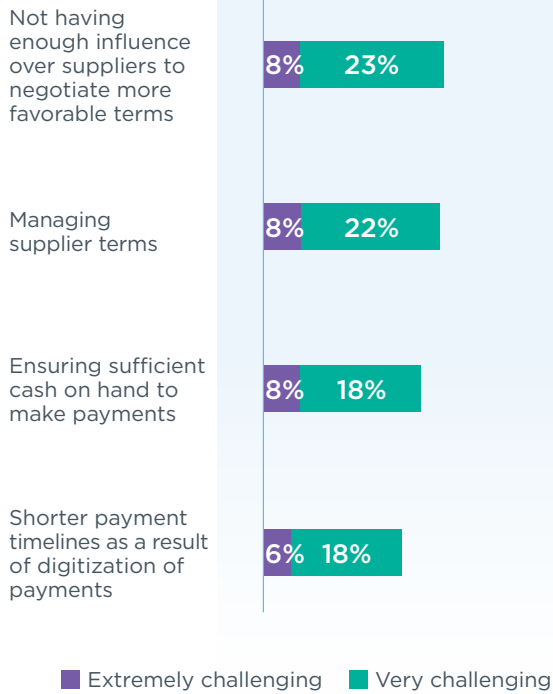 Not having
enough influence
over suppliers to
negotiate more
favorable terms
8% 23%
Managing
supplier terms
8% 22%
Ensuring sufficient
cash on hand to
make payments
8% 18%
Shorter payment
timelines as a result
of digitization of
payments
6% 18%
Extremely challenging Very challenging